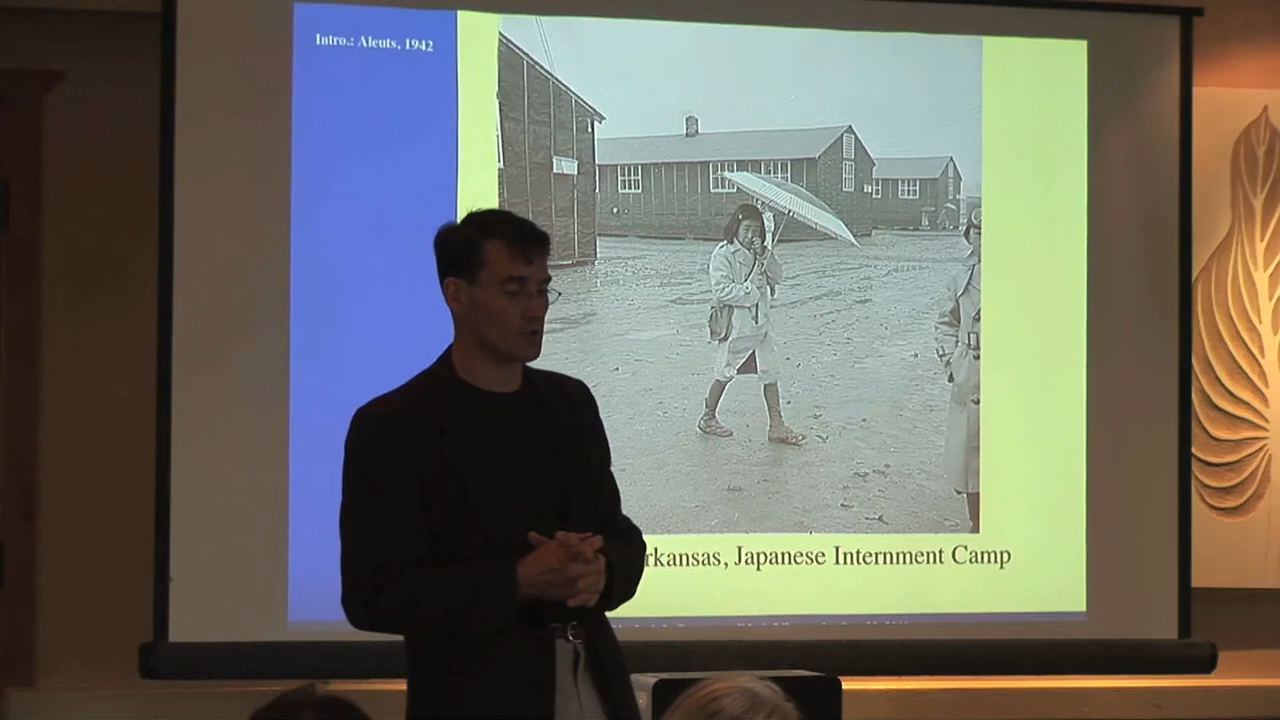 Intro.: Aleuts, 1942
rkansas, Japanese Internment Camp